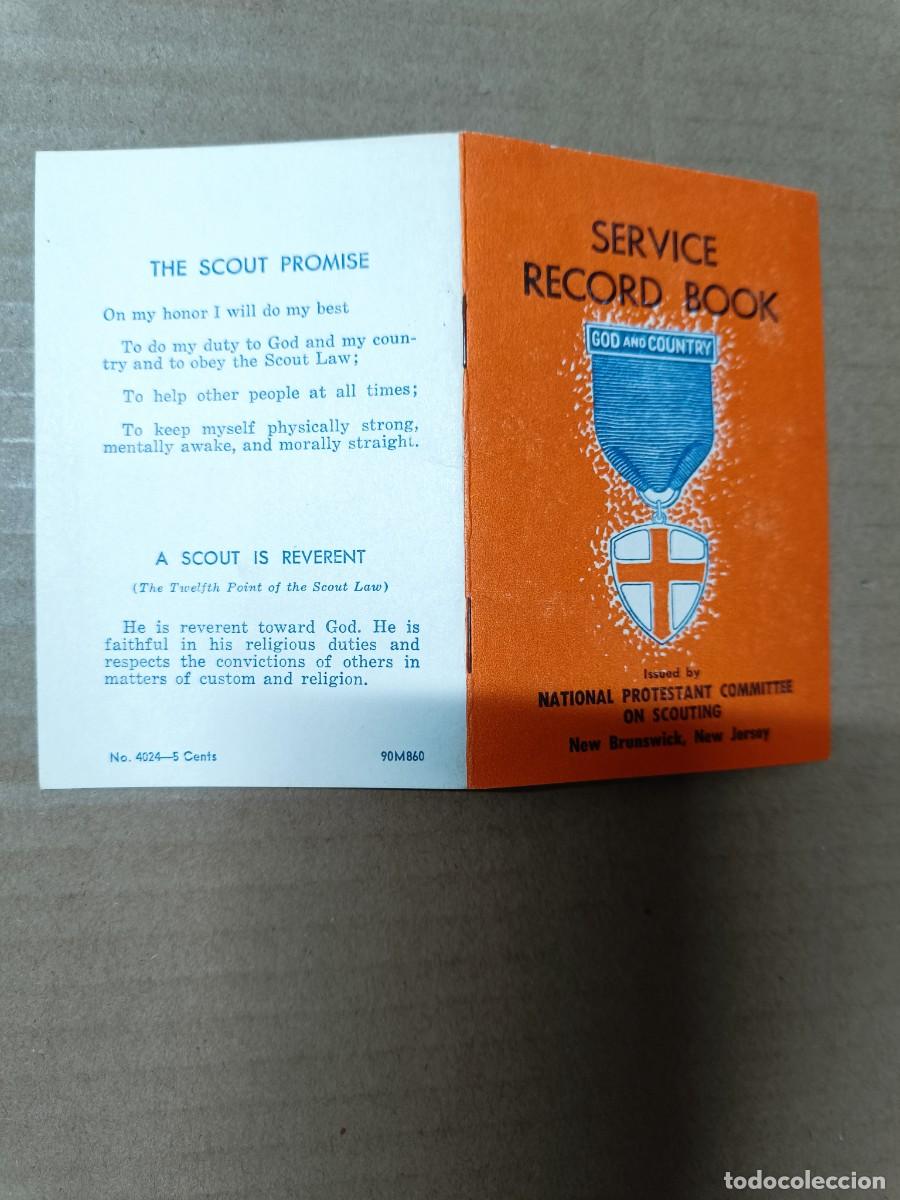 THE SCOUT PROMISE
On my honor I will do my best
To do my duty to God and my coun-
try and to obey the Scout Law;
To help other people at all times;
To keep myself physically strong,
mentally awake, and morally straight.
A SCOUT IS REVERENT
(The Twelfth Point of the Scout Law)
He is reverent toward God. He is
faithful in his religious duties and
respects the convictions of others in
matters of custom and religion.
No. 4024—5 Cents
90M860
SERVICE
RECORD BOOK
GOD AND COUNTRY
Issued by
NATIONAL PROTESTANT COMMITTEE
ON SCOUTING
New Brunswick, New Jersey
todocoleccion